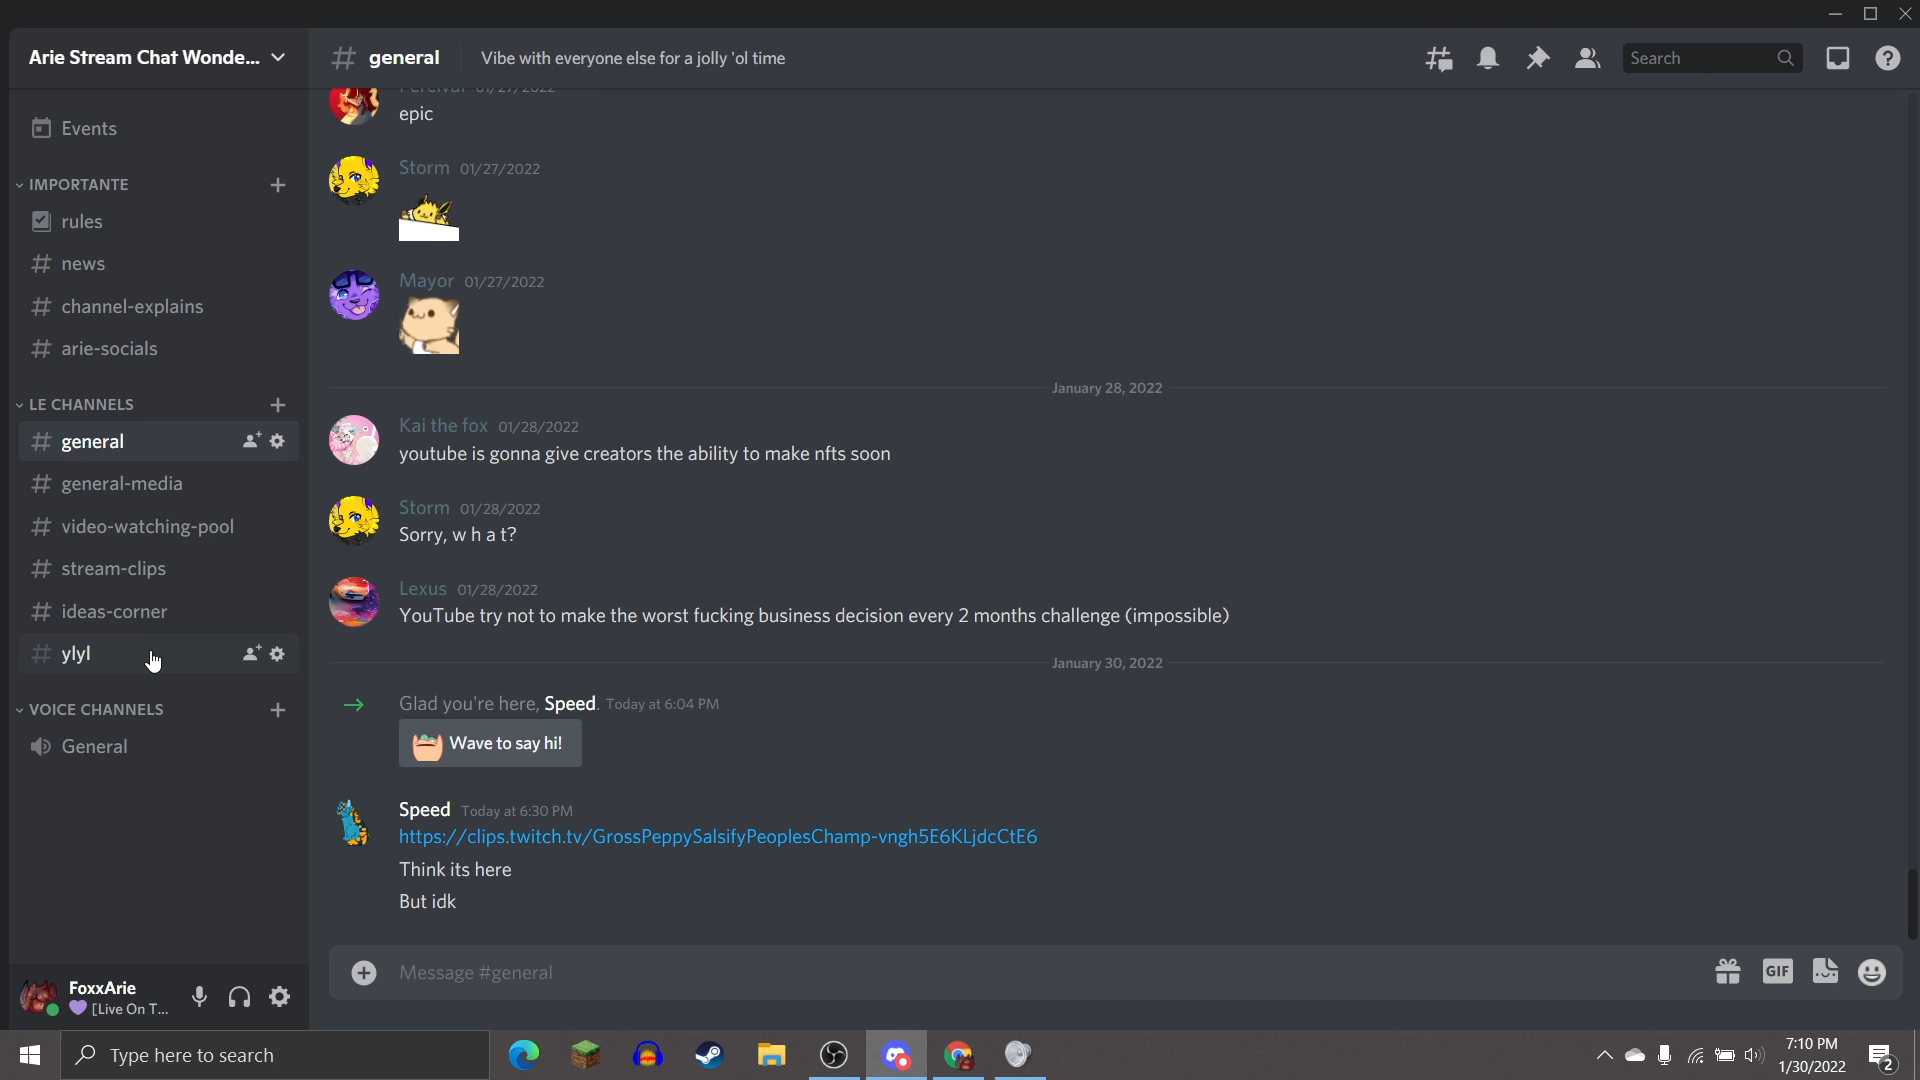 Arie Stream Chat Wonde...
general
Vibe with everyone else for a jolly 'ol time
Search
Events
IMPORTANTE
rules
news
channel-explains
arie-socials
LE CHANNELS
general
general-media
video-watching-pool
stream-clips
ideas-corner
ylyl
VOICE CHANNELS
General
FoxxArie
[Live On T...
Percival 01/27/2022
epic
Storm 01/27/2022
Mayor 01/27/2022
January 28, 2022
Kai the fox 01/28/2022
youtube is gonna give creators the ability to make nfts soon
Storm 01/28/2022
Sorry, w h a t?
Lexus 01/28/2022
YouTube try not to make the worst fucking business decision every 2 months challenge (impossible)
January 30, 2022
Glad you're here, Speed. Today at 6:04 PM
Wave to say hi!
Speed Today at 6:30 PM
https://clips.twitch.tv/GrossPeppySalsifyPeoplesChamp-vngh5E6KLjdcCtE6
Think its here
But idk
Message #general
GIF
Type here to search
7:10 PM
1/30/2022
2